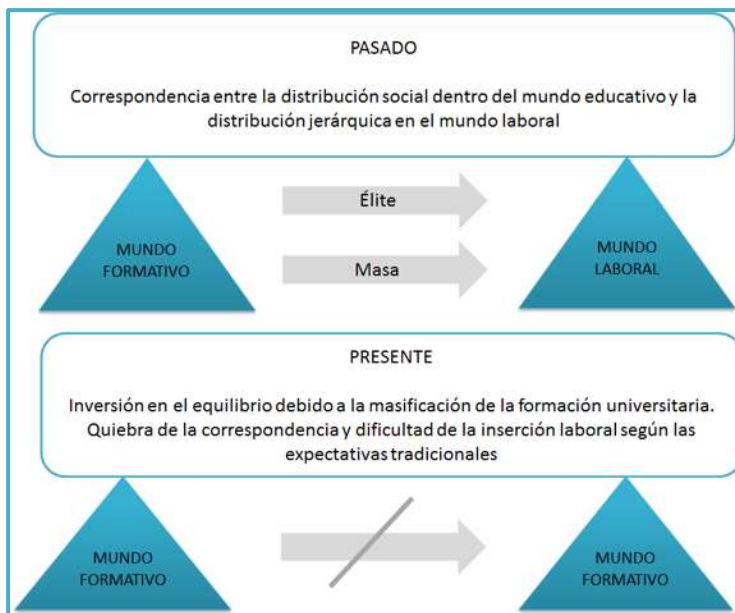 PASADO
Correspondencia entre la distribución social dentro del mundo educativo y la
distribución jerárquica en el mundo laboral
Élite
MUNDO
FORMATIVO
MUNDO
LABORAL
Masa
PRESENTE
Inversión en el equilibrio debido a la masificación de la formación universitaria.
Quiebra de la correspondencia y dificultad de la inserción laboral según las
expectativas tradicionales
MUNDO
FORMATIVO
MUNDO
FORMATIVO